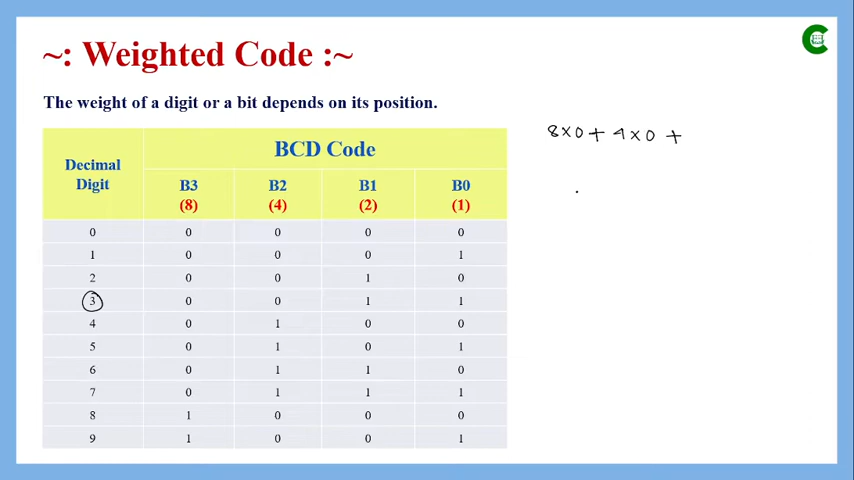 ~: Weighted Code :~
The weight of a digit or a bit depends on its position.
8×0 + 4×0 +
Decimal Digit BCD Code
B3 (8) B2 (4) B1 (2) B0 (1)
0 0 0 0 0
1 0 0 0 1
2 0 0 1 0
3 0 0 1 1
4 0 1 0 0
5 0 1 0 1
6 0 1 1 0
7 0 1 1 1
8 1 0 0 0
9 1 0 0 1